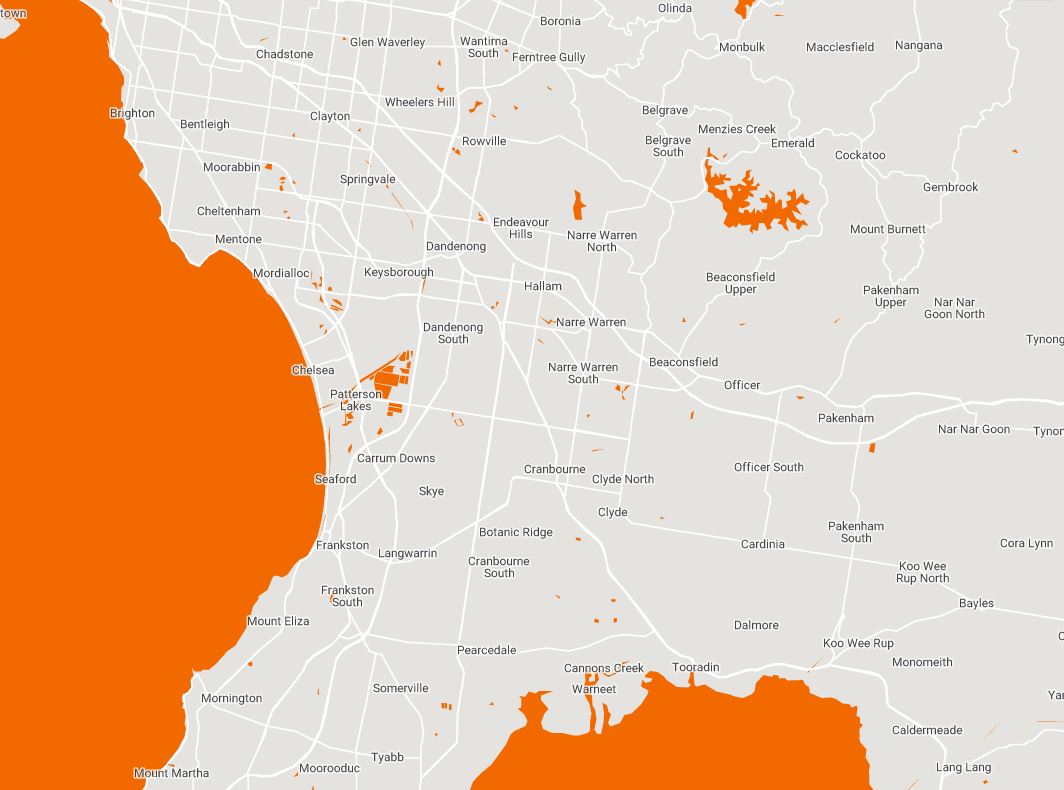 town
Olinda
Boronia
Glen Waverley
Wantirna
South
Chadstone
Ferntree Gully
Monbulk
Macclesfield
Nangana
Wheelers Hill
Brighton
Clayton
Bentleigh
Belgrave
Menzies Creek
Rowville
Belgrave
South
Emerald
Cockatoo
Moorabbin
Springvale
Gembrook
Cheltenham
Endeavour
Hills
Mount Burnett
Narre Warren
North
Mentone
Dandenong
Mordialloc
Keysborough
Beaconsfield
Upper
Hallam
Pakenham
Upper
Nar Nar
Goon North
Narre Warren
Dandenong
South
Tynong
Beaconsfield
Chelsea
Narre Warren
South
Officer
Patterson
Lakes
Pakenham
Nar Nar Goon
Tynon
Carrum Downs
Cranbourne
Officer South
Seaford
Clyde North
Skye
Clyde
Botanic Ridge
Pakenham
South
Frankston
Langwarrin
Cardinia
Cora Lynn
Cranbourne
South
Koo Wee
Rup North
Frankston
South
Bayles
Mount Eliza
Dalmore
Koo Wee Rup
Pearcedale
Monomeith
Cannons Creek
Tooradin
Somerville
Warneet
Mornington
Yar
Caldermeade
Tyabb
Moorooduc
Mount Martha
Lang Lang